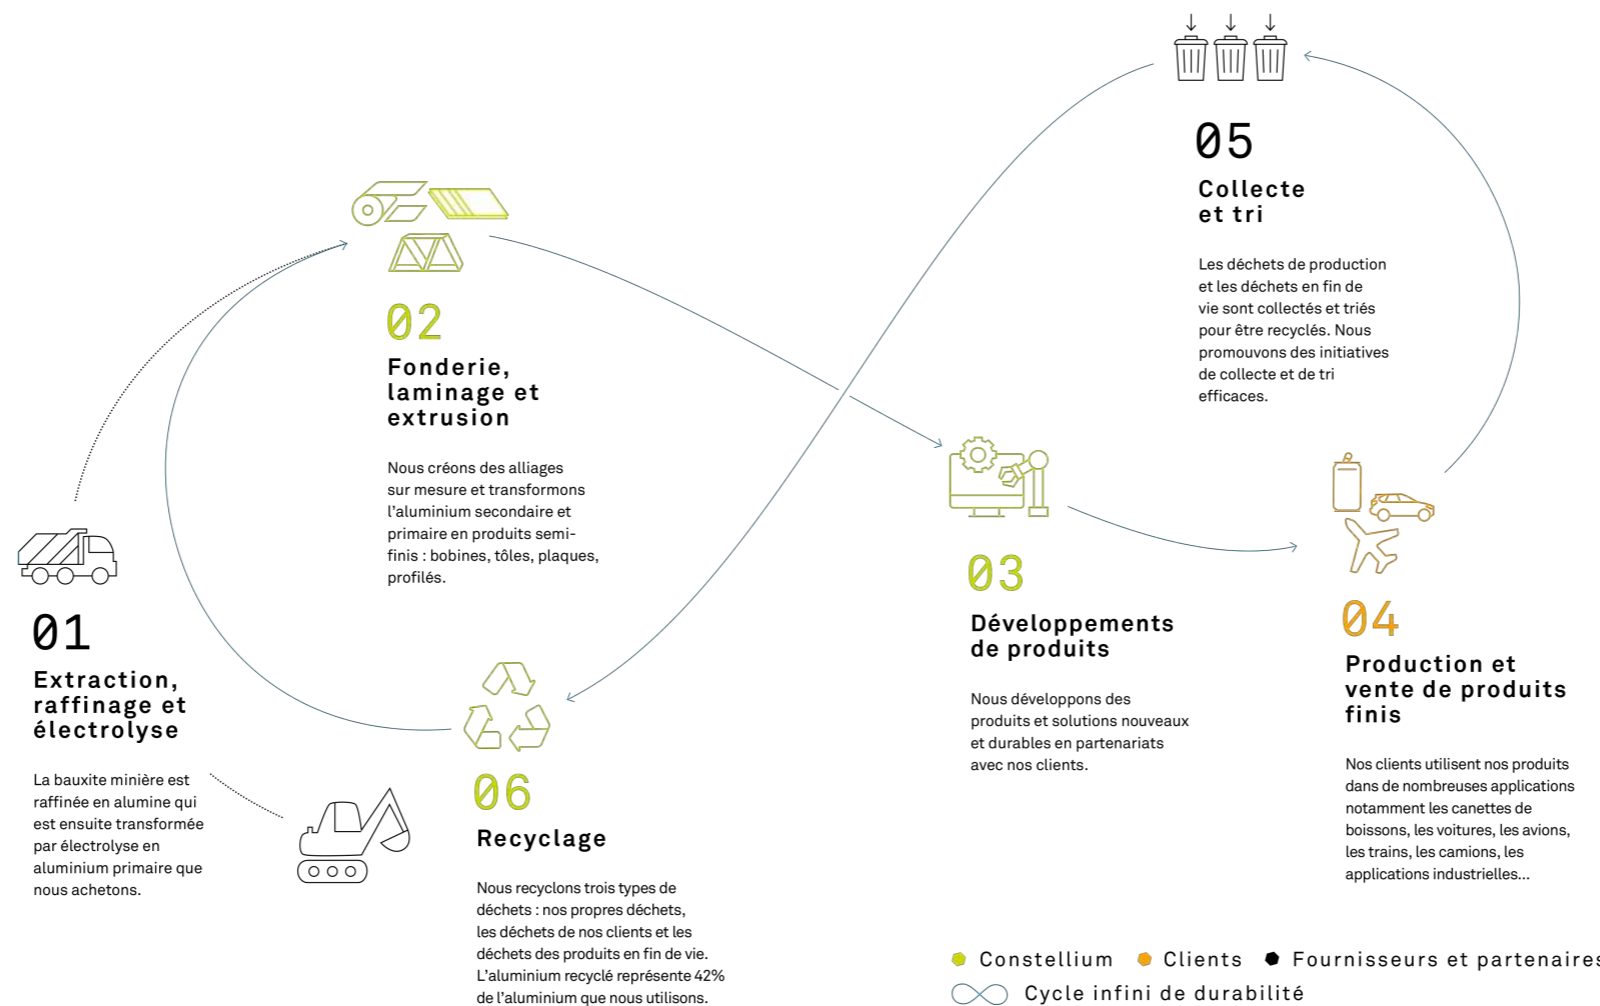 01
Extraction,
raffinage et
électrolyse
La bauxite minière est
raffinée en alumine qui
est ensuite transformée
par électrolyse en
aluminium primaire que
nous achetons.
02
Fonderie,
laminage et
extrusion
Nous créons des alliages
sur mesure et transformons
l’aluminium secondaire et
primaire en produits semi-
finis : bobines, tôles, plaques,
profilés.
03
Développements
de produits
Nous développons des
produits et solutions nouveaux
et durables en partenariats
avec nos clients.
04
Production et
vente de produits
finis
Nos clients utilisent nos produits
dans de nombreuses applications
notamment les canettes de
boissons, les voitures, les avions,
les trains, les camions, les
applications industrielles...
05
Collecte
et tri
Les déchets de production
et les déchets en fin de
vie sont collectés et triés
pour être recyclés. Nous
promouvons des initiatives
de collecte et de tri
efficaces.
06
Recyclage
Nous recyclons trois types de
déchets : nos propres déchets,
les déchets de nos clients et les
déchets des produits en fin de vie.
L’aluminium recyclé représente 42%
de l’aluminium que nous utilisons.
Constellium Clients Fournisseurs et partenaires
Cycle infini de durabilité